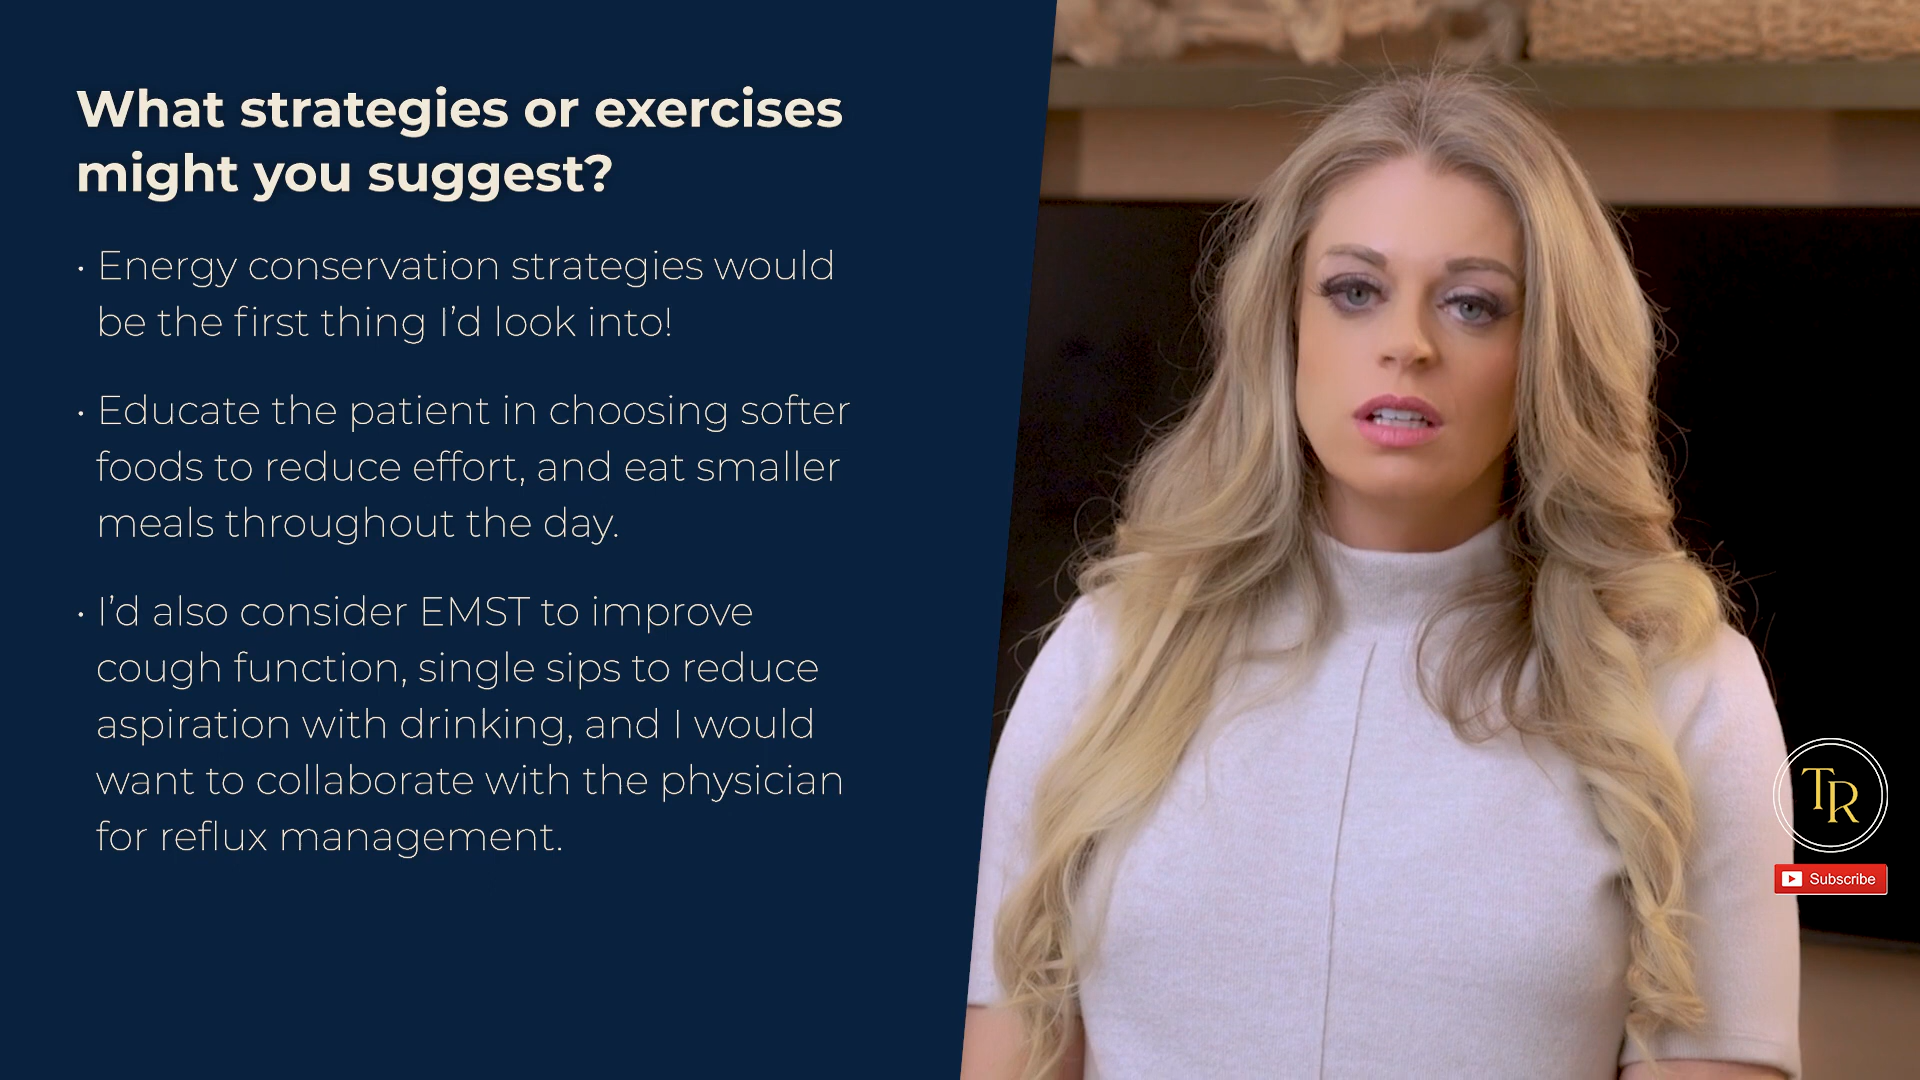 What strategies or exercises
might you suggest?
• Energy conservation strategies would
be the first thing I’d look into!
• Educate the patient in choosing softer
foods to reduce effort, and eat smaller
meals throughout the day.
• I’d also consider EMST to improve
cough function, single sips to reduce
aspiration with drinking, and I would
want to collaborate with the physician
for reflux management.
TR
Subscribe